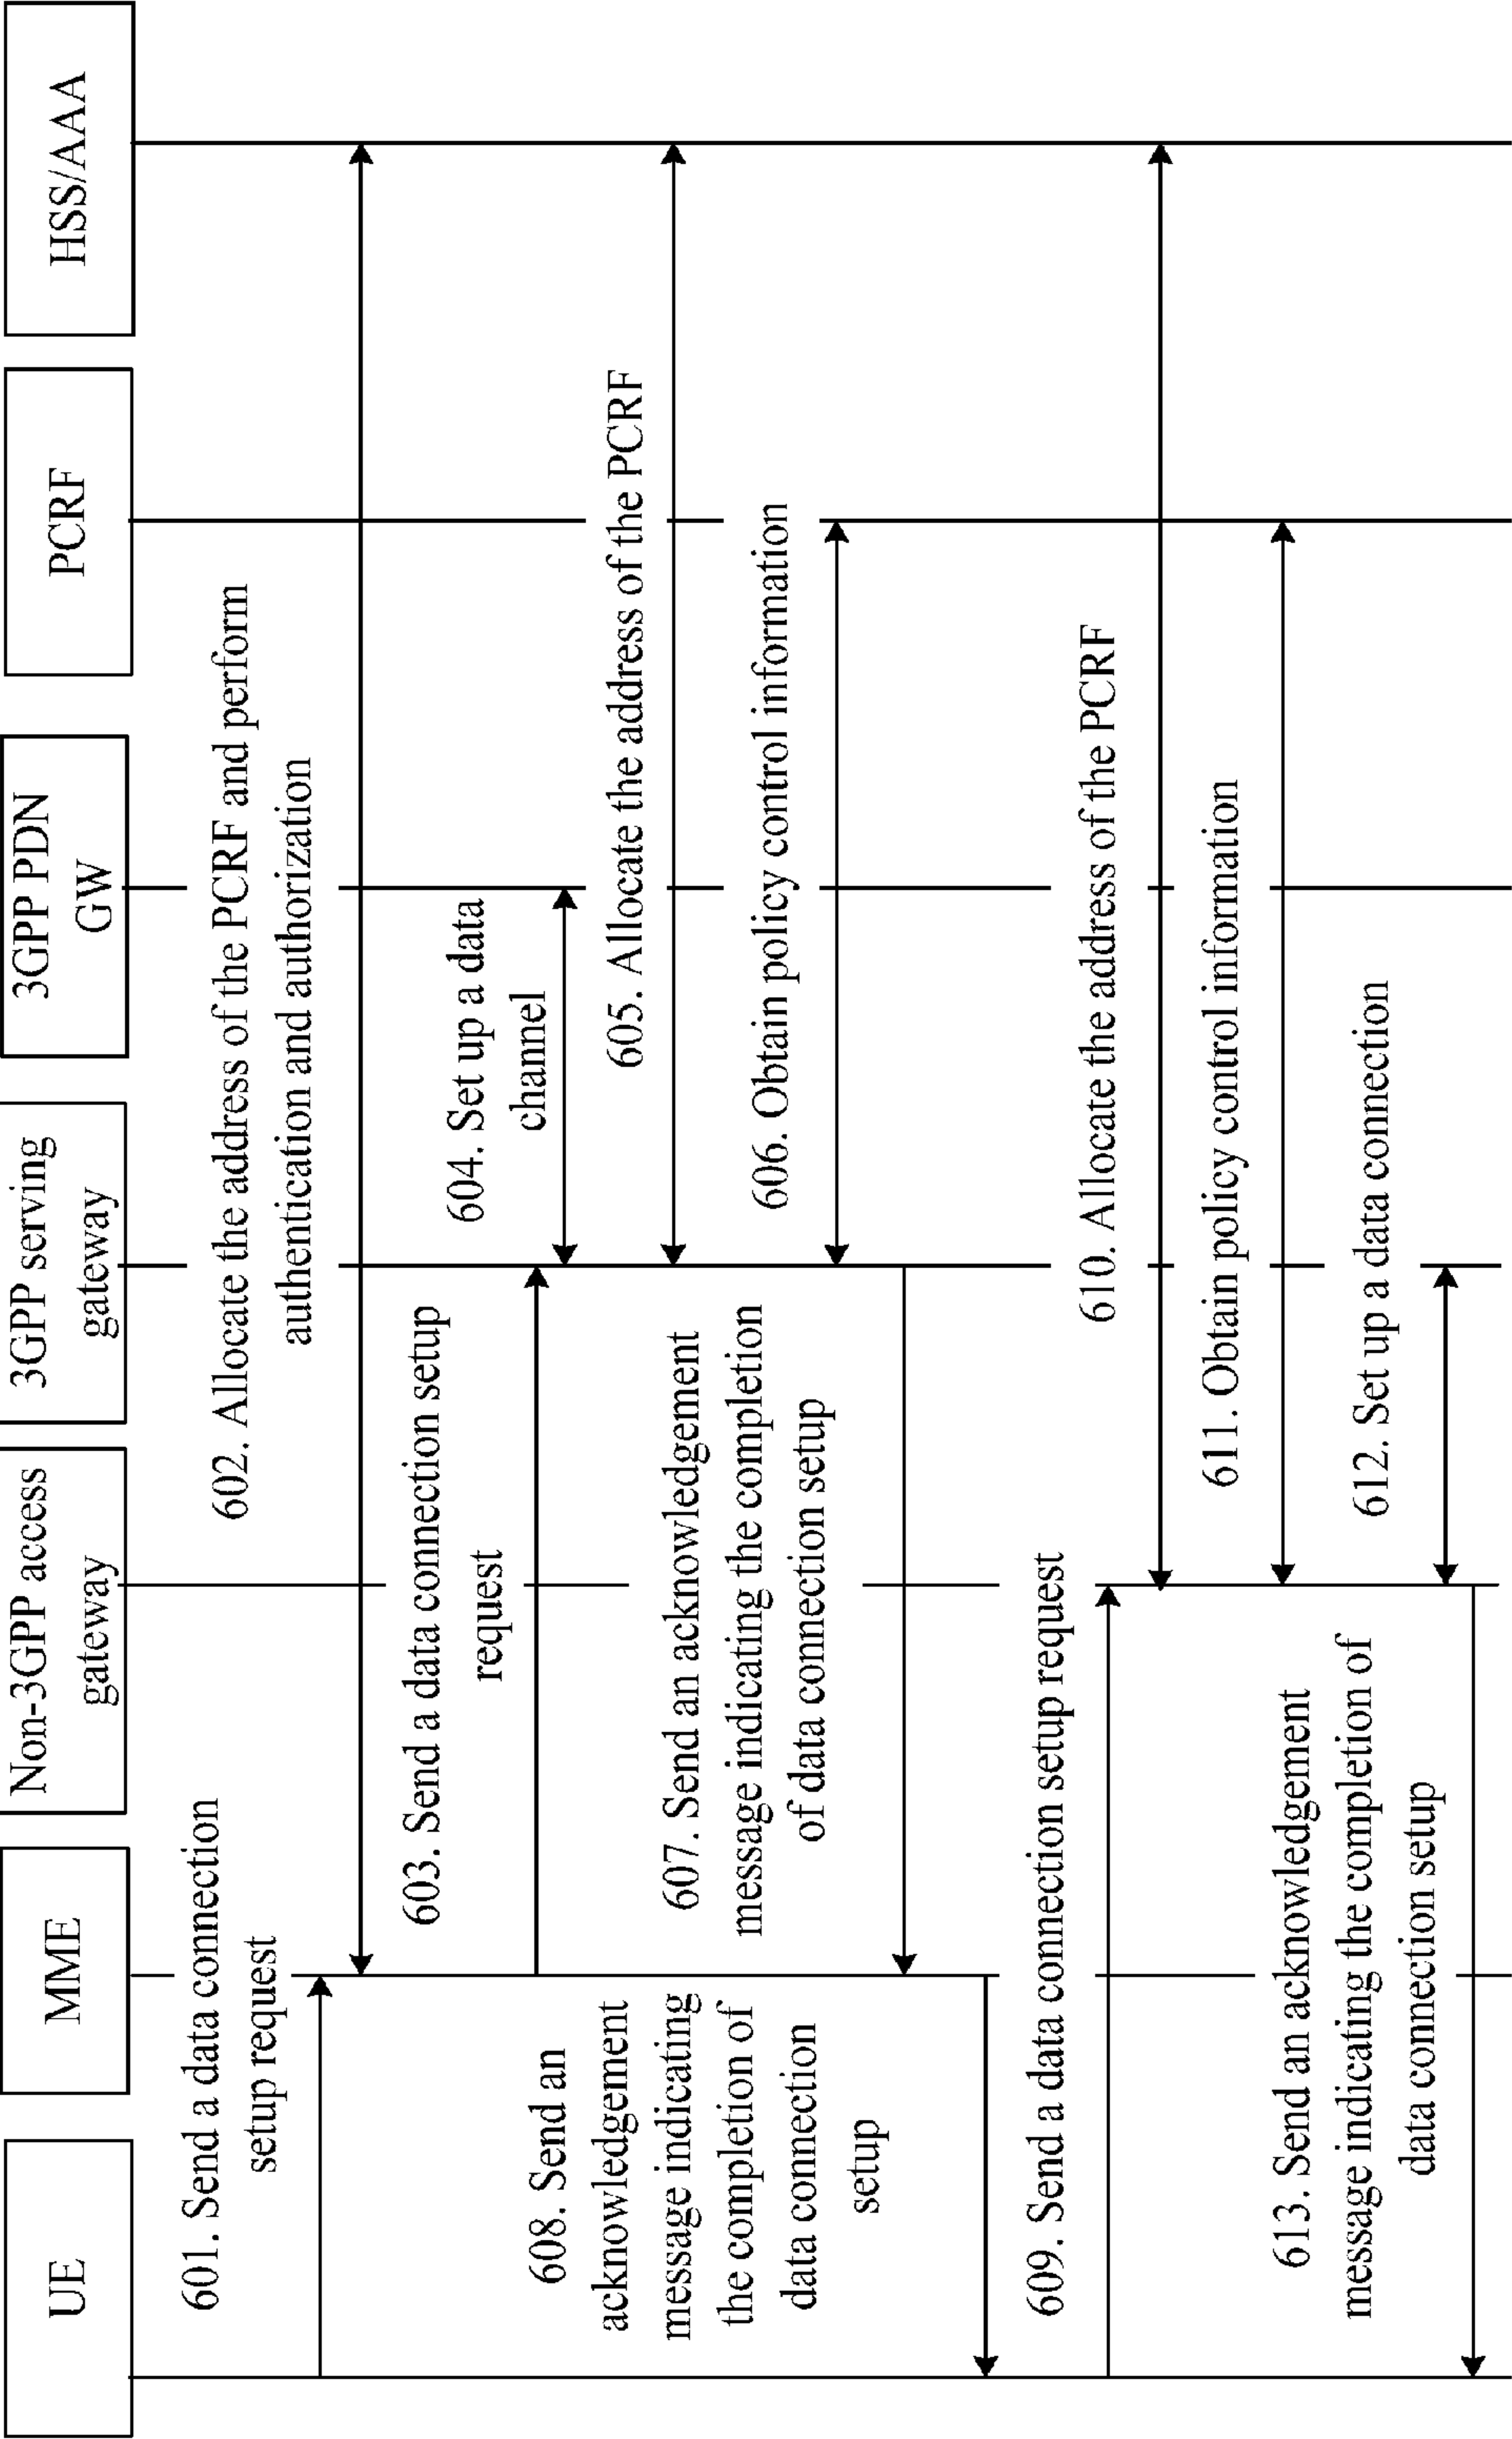 UE
MME
Non-3GPP access
gateway
3GPP serving
gateway
3GPP PDN
GW
PCRF
HSS/AAA
601. Send a data connection
setup request
602. Allocate the address of the PCRF and perform
authentication and authorization
603. Send a data connection setup
request
604. Set up a data
channel
605. Allocate the address of the PCRF
606. Obtain policy control information
607. Send an acknowledgement
message indicating the completion
of data connection setup
608. Send an
acknowledgement
message indicating
the completion of
data connection
setup
609. Send a data connection setup request
610. Allocate the address of the PCRF
611. Obtain policy control information
612. Set up a data connection
613. Send an acknowledgement
message indicating the completion of
data connection setup